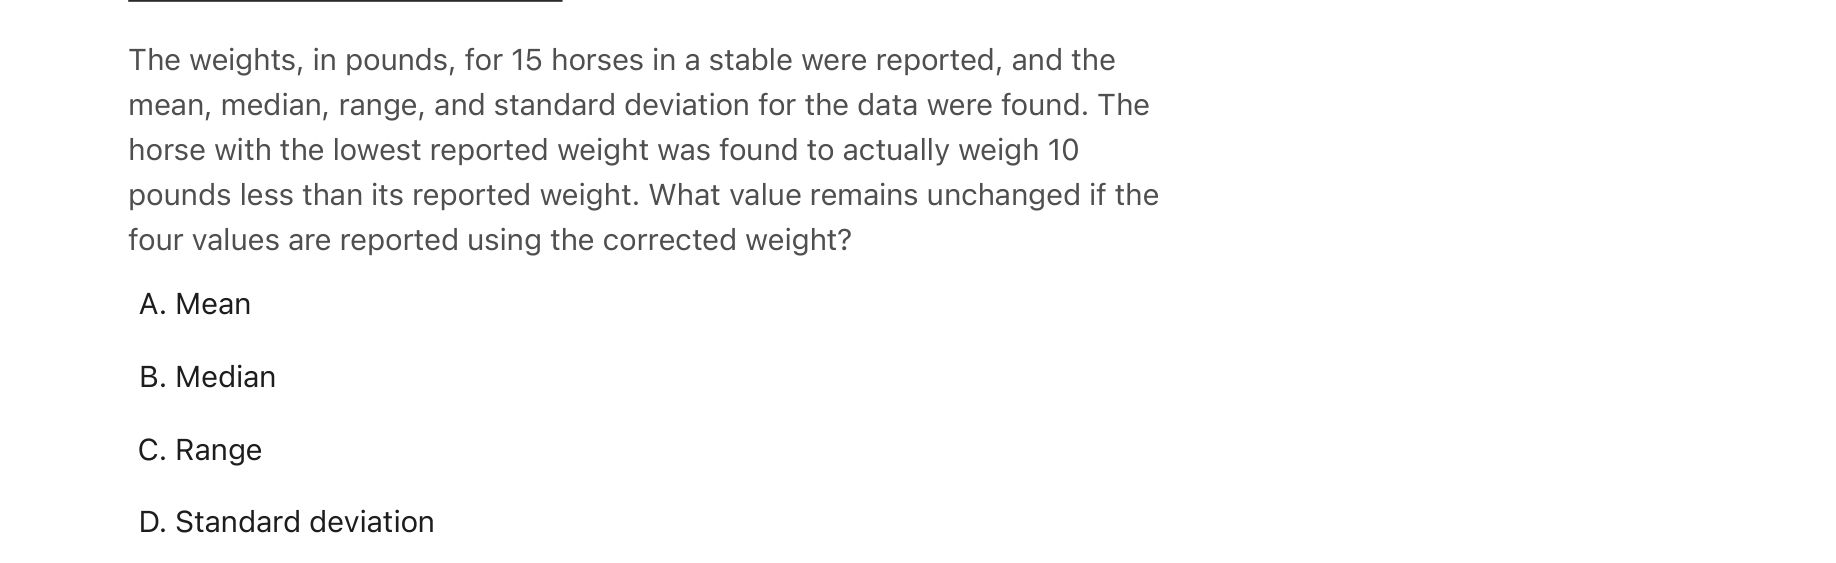 The weights, in pounds, for 15 horses in a stable were reported, and the
mean, median, range, and standard deviation for the data were found. The
horse with the lowest reported weight was found to actually weigh 10
pounds less than its reported weight. What value remains unchanged if the
four values are reported using the corrected weight?
A. Mean
B. Median
C. Range
D. Standard deviation